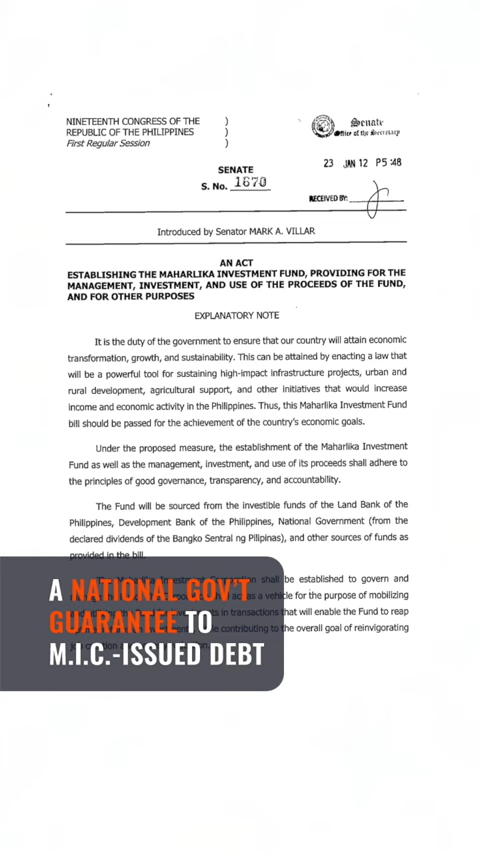 NINETEENTH CONGRESS OF THE )
REPUBLIC OF THE PHILIPPINES )
First Regular Session )
Senate
Office of the Secretary
23 JAN 12 P5:48
SENATE
S. No. 1670
RECEIVED BY:
Introduced by Senator MARK A. VILLAR
AN ACT
ESTABLISHING THE MAHARLIKA INVESTMENT FUND, PROVIDING FOR THE
MANAGEMENT, INVESTMENT, AND USE OF THE PROCEEDS OF THE FUND,
AND FOR OTHER PURPOSES
EXPLANATORY NOTE
It is the duty of the government to ensure that our country will attain economic
transformation, growth, and sustainability. This can be attained by enacting a law that
will be a powerful tool for sustaining high-impact infrastructure projects, urban and
rural development, agricultural support, and other initiatives that would increase
income and economic activity in the Philippines. Thus, this Maharlika Investment Fund
bill should be passed for the achievement of the country's economic goals.
Under the proposed measure, the establishment of the Maharlika Investment
Fund as well as the management, investment, and use of its proceeds shall adhere to
the principles of good governance, transparency, and accountability.
The Fund will be sourced from the investible funds of the Land Bank of the
Philippines, Development Bank of the Philippines, National Government (from the
declared dividends of the Bangko Sentral ng Pilipinas), and other sources of funds as
provided in the bill.
shall be established to govern and
as a vehicle for the purpose of mobilizing
in transactions that will enable the Fund to reap
contributing to the overall goal of reinvigorating
A NATIONAL GOV'T
GUARANTEE TO
M.I.C.-ISSUED DEBT